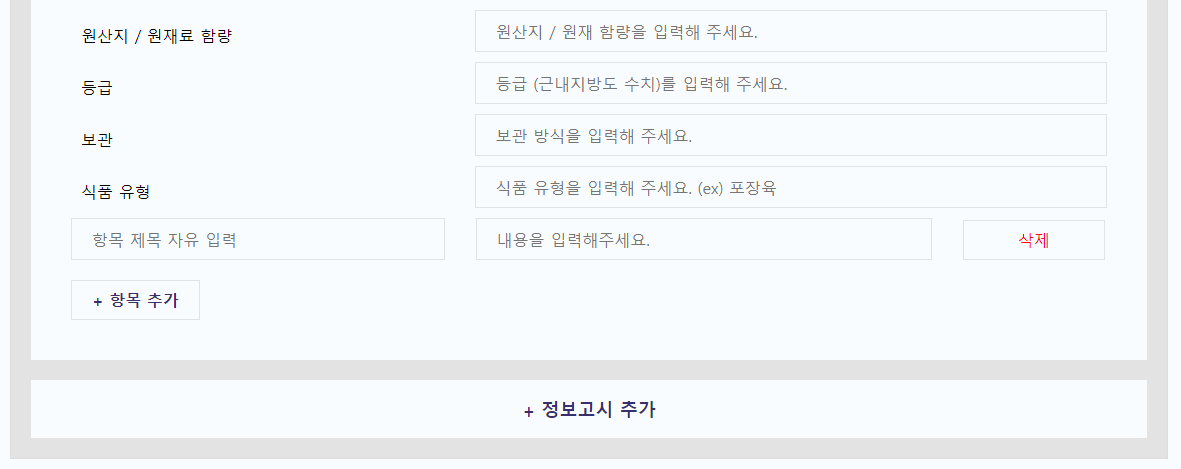 원산지 / 원재료 함량 원산지 / 원재 함량을 입력해 주세요.
등급 등급 (근내지방도 수치)를 입력해 주세요.
보관 보관 방식을 입력해 주세요.
식품 유형 식품 유형을 입력해 주세요. (ex) 포장육
항목 제목 자유 입력 내용을 입력해주세요. 삭제
+ 항목 추가
+ 정보고시 추가